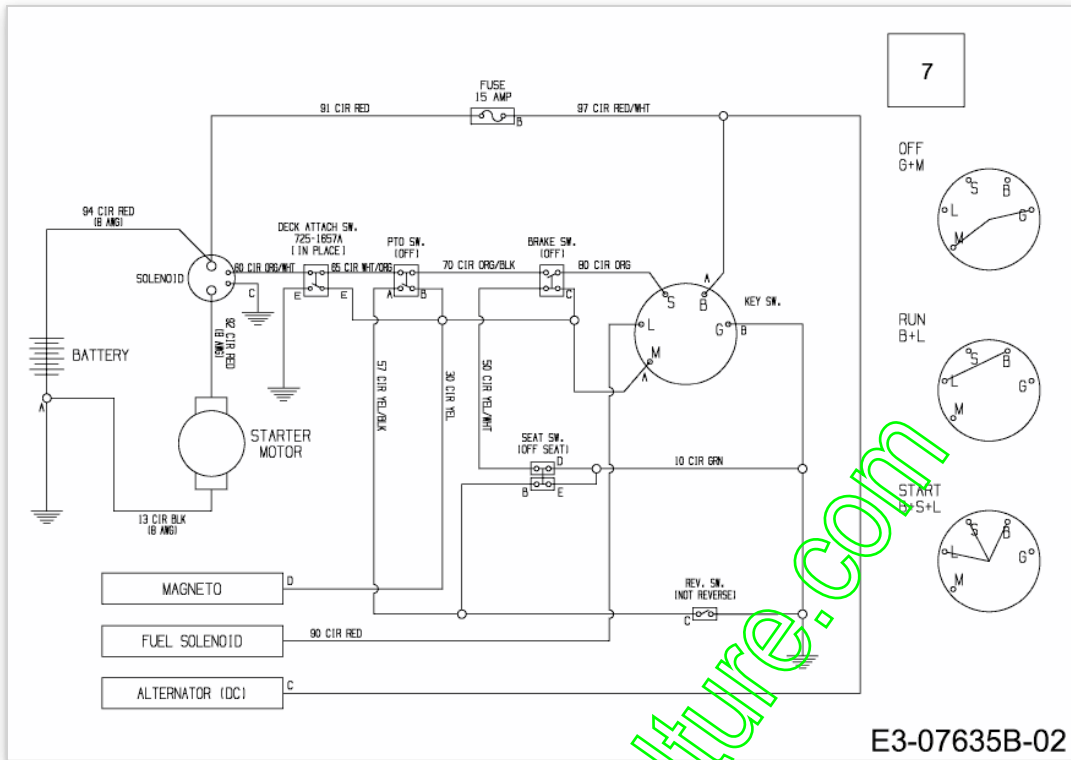 7
FUSE
15 AMP
91 CIR RED
97 CIR RED/WHT
B
OFF
G+M
S
B
L
G
M
94 CIR RED
(8 AWG)
DECK ATTACH SW.
725-1657A
(IN PLACE)
PTO SW.
(OFF)
BRAKE SW.
(OFF)
SOLENOID
60 CIR ORG/WHT
65 CIR WHT/ORG
70 CIR ORG/BLK
80 CIR ORG
C
E
E
A
B
C
A
S
B
L
G
B
M
A
KEY SW.
RUN
B+L
S
B
L
G
M
92 CIR RED
(8 AWG)
BATTERY
A
57 CIR YEL/BLK
30 CIR YEL
50 CIR YEL/WHT
STARTER
MOTOR
SEAT SW.
(OFF SEAT)
D
B
E
10 CIR GRN
START
B+S+L
S
B
L
G
M
13 CIR BLK
(8 AWG)
MAGNETO
D
REV. SW.
(NOT REVERSE)
C
FUEL SOLENOID
90 CIR RED
ALTERNATOR (DC)
C
lture.com
E3-07635B-02